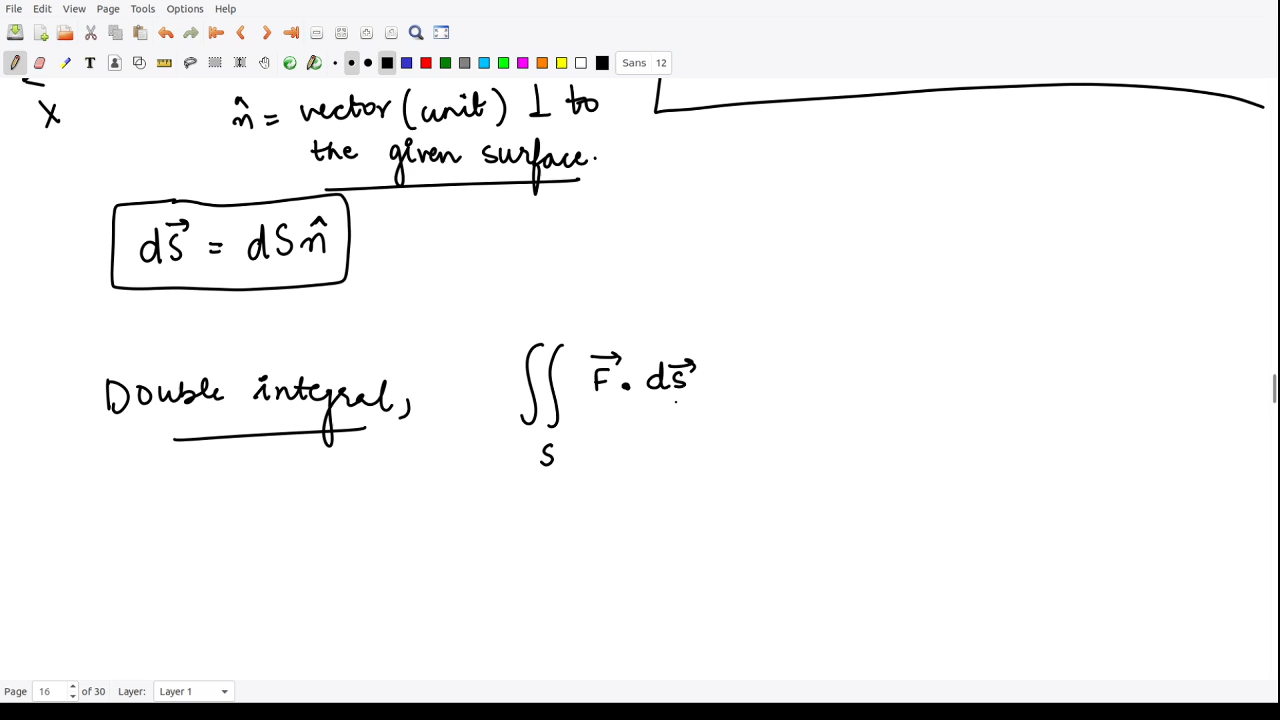 File Edit View Page Tools Options Help
Sans 12
X
n̂ = vector (unit) ⊥ to
the given surface.
dS⃗ = dS n̂
Double integral, ∬ F⃗ . dS⃗
S
Page 16 of 30 Layer: Layer 1